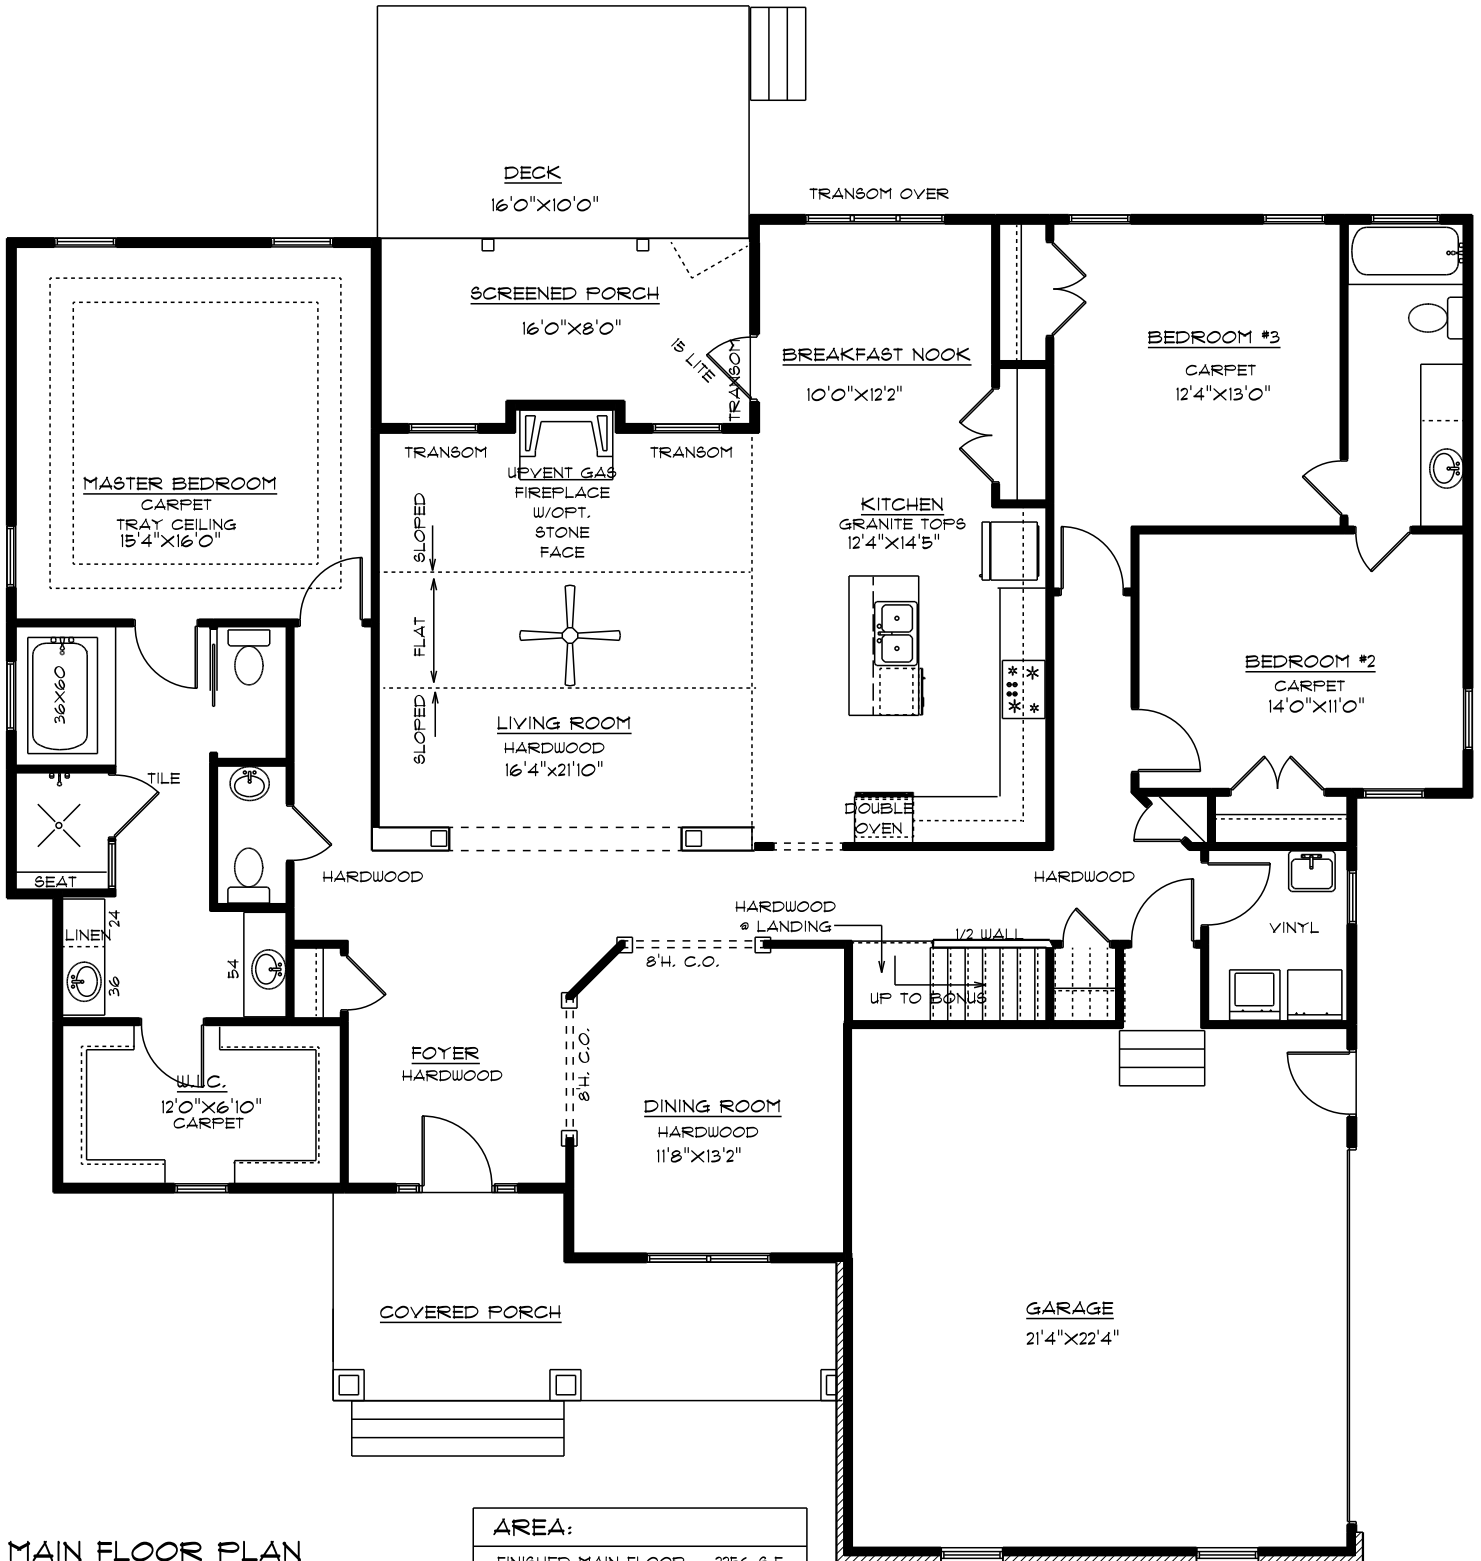 DECK
16'0"X10'0"
TRANSOM OVER
SCREENED PORCH
16'0"X8'0"
15 LITE
TRANSOM
BREAKFAST NOOK
10'0"X12'2"
BEDROOM #3
CARPET
12'4"X13'0"
MASTER BEDROOM
CARPET
TRAY CEILING
15'4"X16'0"
TRANSOM
TRANSOM
UPVENT GAS
FIREPLACE
W/OPT.
STONE
FACE
SLOPED
FLAT
SLOPED
KITCHEN
GRANITE TOPS
12'4"X14'5"
LIVING ROOM
HARDWOOD
16'4"X21'10"
BEDROOM #2
CARPET
14'0"X11'0"
36X60
TILE
SEAT
DOUBLE
OVEN
HARDWOOD
HARDWOOD
HARDWOOD
@ LANDING
1/2 WALL
VINYL
LINEN
24
36
54
8'H. C.O.
UP TO BONUS
8'H. C.O.
FOYER
HARDWOOD
W.I.C.
12'0"X6'10"
CARPET
DINING ROOM
HARDWOOD
11'8"X13'2"
COVERED PORCH
GARAGE
21'4"X22'4"
AREA:
FINISHED MAIN FLOOR 2256 S.F.
MAIN FLOOR PLAN